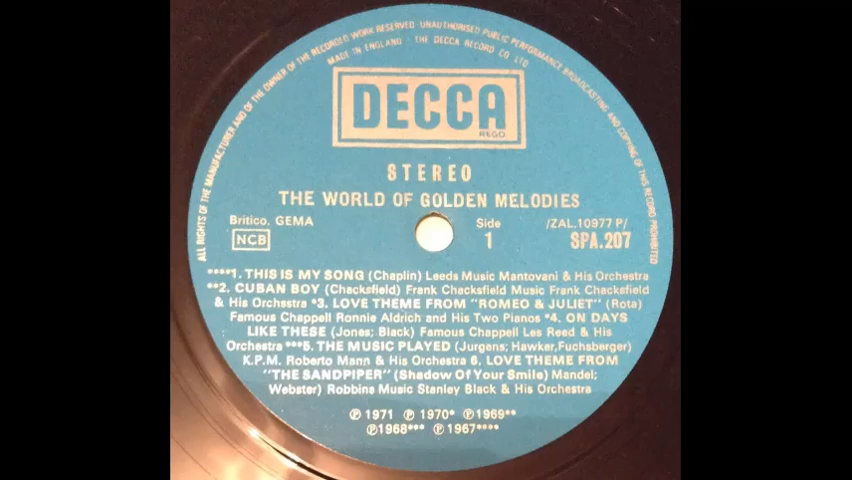 ALL RIGHTS OF THE MANUFACTURER AND OF THE OWNER OF THE RECORDED WORK RESERVED · UNAUTHORISED PUBLIC PERFORMANCE BROADCASTING AND COPYING OF THIS RECORD PROHIBITED
MADE IN ENGLAND · THE DECCA RECORD CO LTD
DECCA
REGD
STEREO
THE WORLD OF GOLDEN MELODIES
Britico. GEMA Side /ZAL.10977 P/
NCB 1 SPA.207
****1. THIS IS MY SONG (Chaplin) Leeds Music Mantovani & His Orchestra
**2. CUBAN BOY (Chacksfield) Frank Chacksfield Music Frank Chacksfield
& His Orchestra *3. LOVE THEME FROM "ROMEO & JULIET" (Rota)
Famous Chappell Ronnie Aldrich and His Two Pianos *4. ON DAYS
LIKE THESE (Jones; Black) Famous Chappell Les Reed & His
Orchestra ***5. THE MUSIC PLAYED (Jurgens; Hawker,Fuchsberger)
K.P.M. Roberto Mann & His Orchestra 6. LOVE THEME FROM
"THE SANDPIPER" (Shadow Of Your Smile) Mandel;
Webster) Robbins Music Stanley Black & His Orchestra
℗ 1971 ℗ 1970* ℗1969**
℗1968*** ℗ 1967****